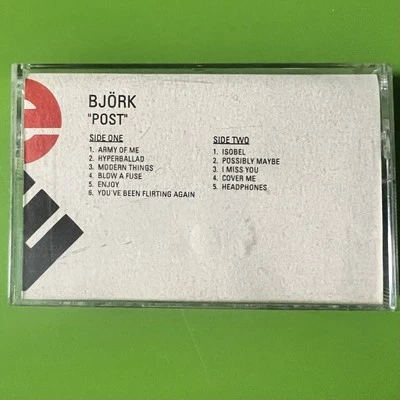 BJÖRK
"POST"
SIDE ONE
1. ARMY OF ME
2. HYPERBALLAD
3. MODERN THINGS
4. BLOW A FUSE
5. ENJOY
6. YOU'VE BEEN FLIRTING AGAIN
SIDE TWO
1. ISOBEL
2. POSSIBLY MAYBE
3. I MISS YOU
4. COVER ME
5. HEADPHONES